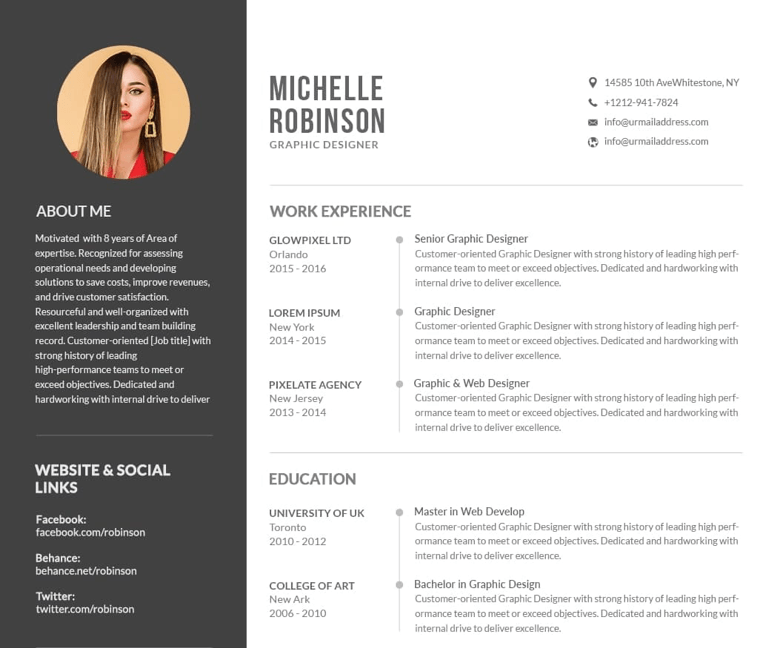 MICHELLE
ROBINSON
GRAPHIC DESIGNER
14585 10th AveWhitestone, NY
+1212-941-7824
info@urmailaddress.com
info@urmailaddress.com
ABOUT ME
Motivated with 8 years of Area of
expertise. Recognized for assessing
operational needs and developing
solutions to save costs, improve revenues,
and drive customer satisfaction.
Resourceful and well-organized with
excellent leadership and team building
record. Customer-oriented [Job title] with
strong history of leading
high-performance teams to meet or
exceed objectives. Dedicated and
hardworking with internal drive to deliver
WEBSITE & SOCIAL
LINKS
Facebook:
facebook.com/robinson
Behance:
behance.net/robinson
Twitter:
twitter.com/robinson
WORK EXPERIENCE
GLOWPIXEL LTD
Orlando
2015 - 2016
Senior Graphic Designer
Customer-oriented Graphic Designer with strong history of leading high perf-
ormance team to meet or exceed objectives. Dedicated and hardworking with
internal drive to deliver excellence.
LOREM IPSUM
New York
2014 - 2015
Graphic Designer
Customer-oriented Graphic Designer with strong history of leading high perf-
ormance team to meet or exceed objectives. Dedicated and hardworking with
internal drive to deliver excellence.
PIXELATE AGENCY
New Jersey
2013 - 2014
Graphic & Web Designer
Customer-oriented Graphic Designer with strong history of leading high perf-
ormance team to meet or exceed objectives. Dedicated and hardworking with
internal drive to deliver excellence.
EDUCATION
UNIVERSITY OF UK
Toronto
2010 - 2012
Master in Web Develop
Customer-oriented Graphic Designer with strong history of leading high perf-
ormance team to meet or exceed objectives. Dedicated and hardworking with
internal drive to deliver excellence.
COLLEGE OF ART
New Ark
2006 - 2010
Bachelor in Graphic Design
Customer-oriented Graphic Designer with strong history of leading high perf-
ormance team to meet or exceed objectives. Dedicated and hardworking with
internal drive to deliver excellence.